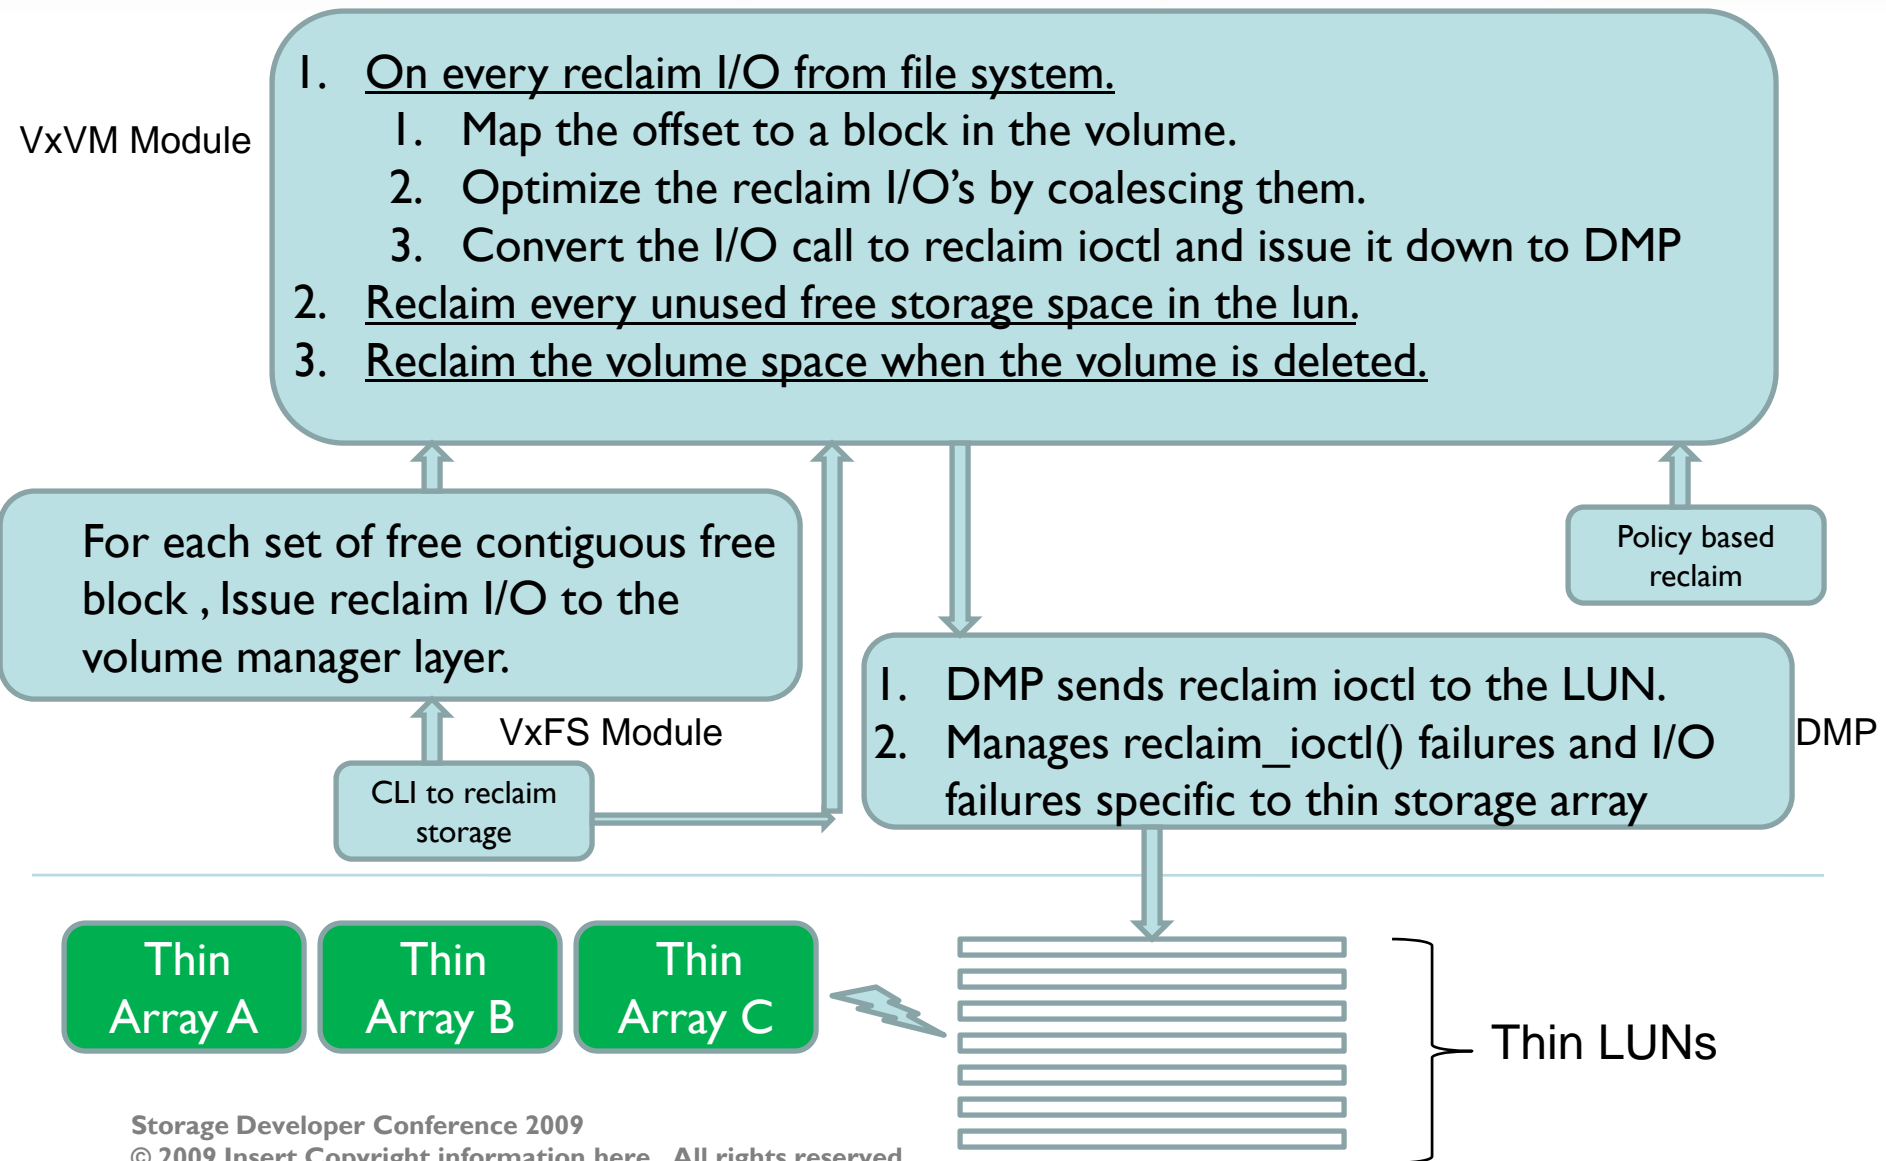 VxVM Module
1. On every reclaim I/O from file system.
1. Map the offset to a block in the volume.
2. Optimize the reclaim I/O’s by coalescing them.
3. Convert the I/O call to reclaim ioctl and issue it down to DMP
2. Reclaim every unused free storage space in the lun.
3. Reclaim the volume space when the volume is deleted.
For each set of free contiguous free
block , Issue reclaim I/O to the
volume manager layer.
Policy based
reclaim
VxFS Module
CLI to reclaim
storage
1. DMP sends reclaim ioctl to the LUN.
2. Manages reclaim_ioctl() failures and I/O
failures specific to thin storage array
DMP
Thin
Array A
Thin
Array B
Thin
Array C
Thin LUNs
Storage Developer Conference 2009
© 2009 Insert Copyright information here. All rights reserved